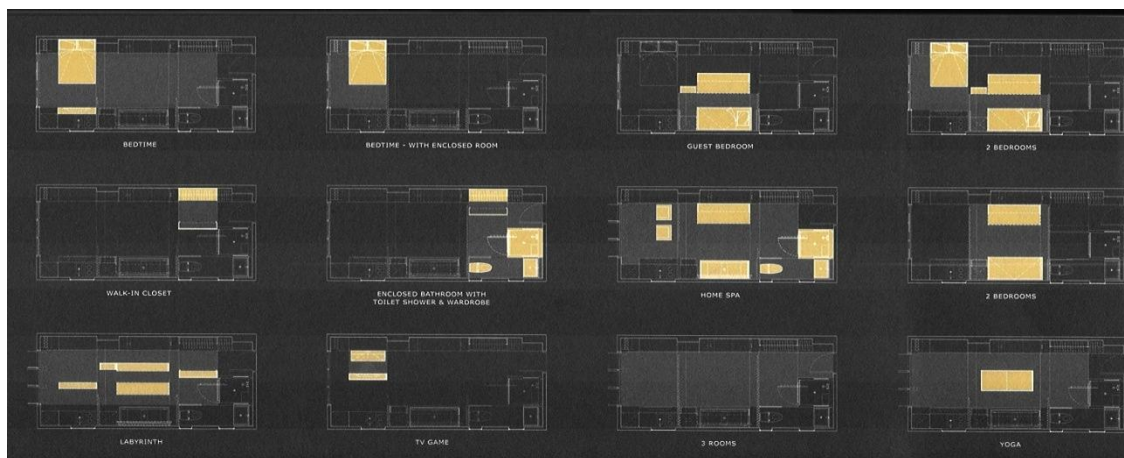 BEDTIME
BEDTIME - WITH ENCLOSED ROOM
GUEST BEDROOM
2 BEDROOMS
WALK-IN CLOSET
ENCLOSED BATHROOM WITH
TOILET SHOWER & WARDROBE
HOME SPA
2 BEDROOMS
LABYRINTH
TV GAME
3 ROOMS
YOGA